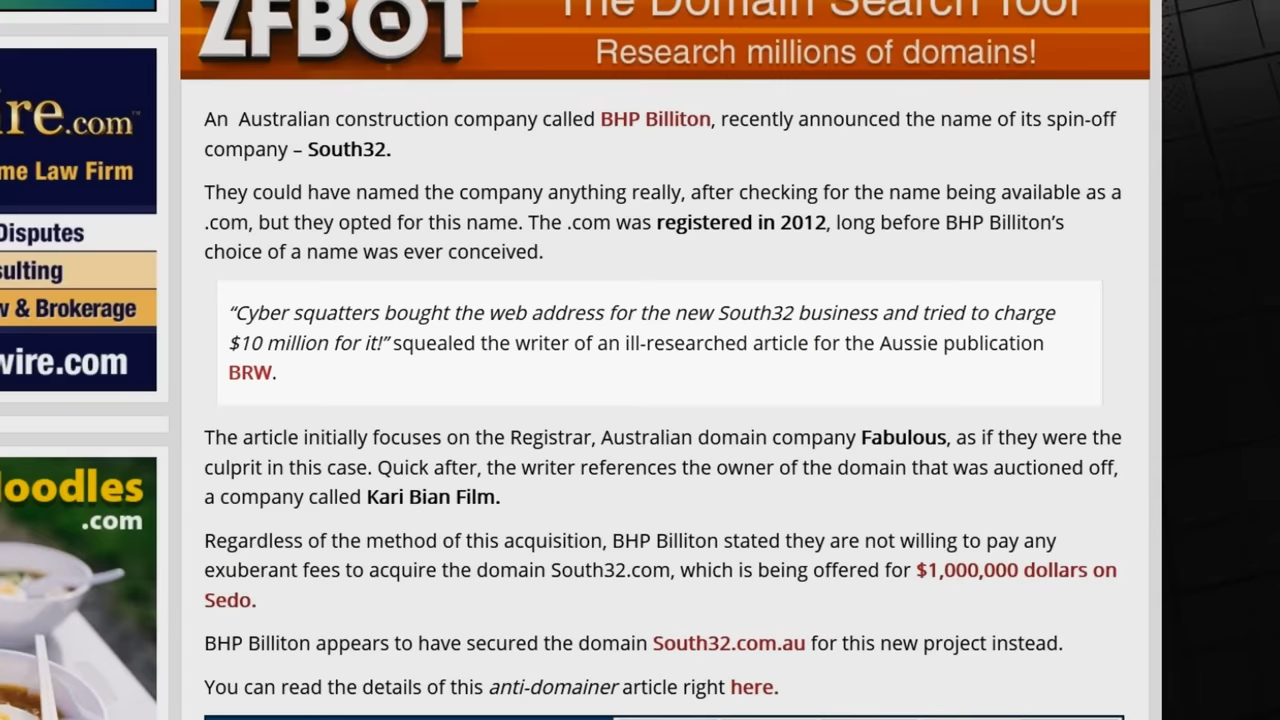 ZFBOT
The Domain Search Tool
Research millions of domains!
re.com™
me Law Firm
Disputes
sulting
& Brokerage
wire.com
oodles
.com
An Australian construction company called BHP Billiton, recently announced the name of its spin-off
company – South32.
They could have named the company anything really, after checking for the name being available as a
.com, but they opted for this name. The .com was registered in 2012, long before BHP Billiton’s
choice of a name was ever conceived.
“Cyber squatters bought the web address for the new South32 business and tried to charge
$10 million for it!” squealed the writer of an ill-researched article for the Aussie publication
BRW.
The article initially focuses on the Registrar, Australian domain company Fabulous, as if they were the
culprit in this case. Quick after, the writer references the owner of the domain that was auctioned off,
a company called Kari Bian Film.
Regardless of the method of this acquisition, BHP Billiton stated they are not willing to pay any
exuberant fees to acquire the domain South32.com, which is being offered for $1,000,000 dollars on
Sedo.
BHP Billiton appears to have secured the domain South32.com.au for this new project instead.
You can read the details of this anti-domainer article right here.